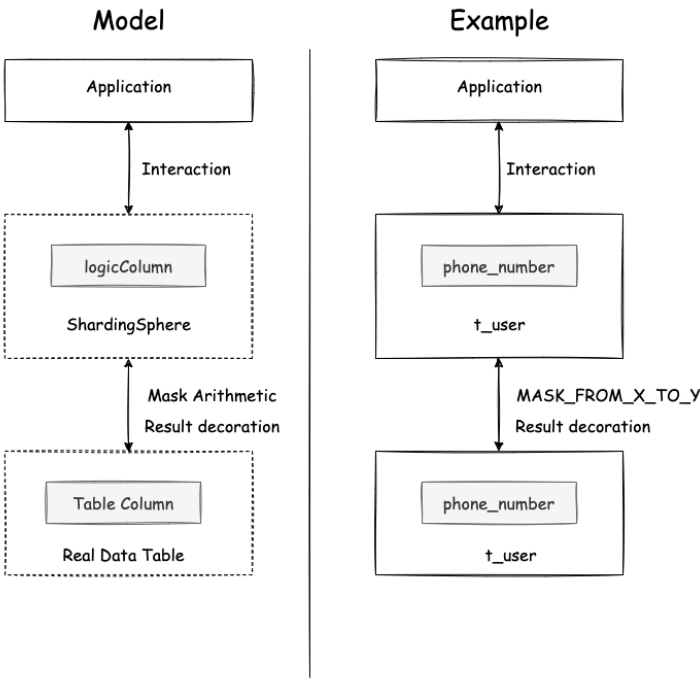 Model
Application
Interaction
logicColumn
ShardingSphere
Mask Arithmetic
Result decoration
Table Column
Real Data Table
Example
Application
Interaction
phone_number
t_user
MASK_FROM_X_TO_Y
Result decoration
phone_number
t_user